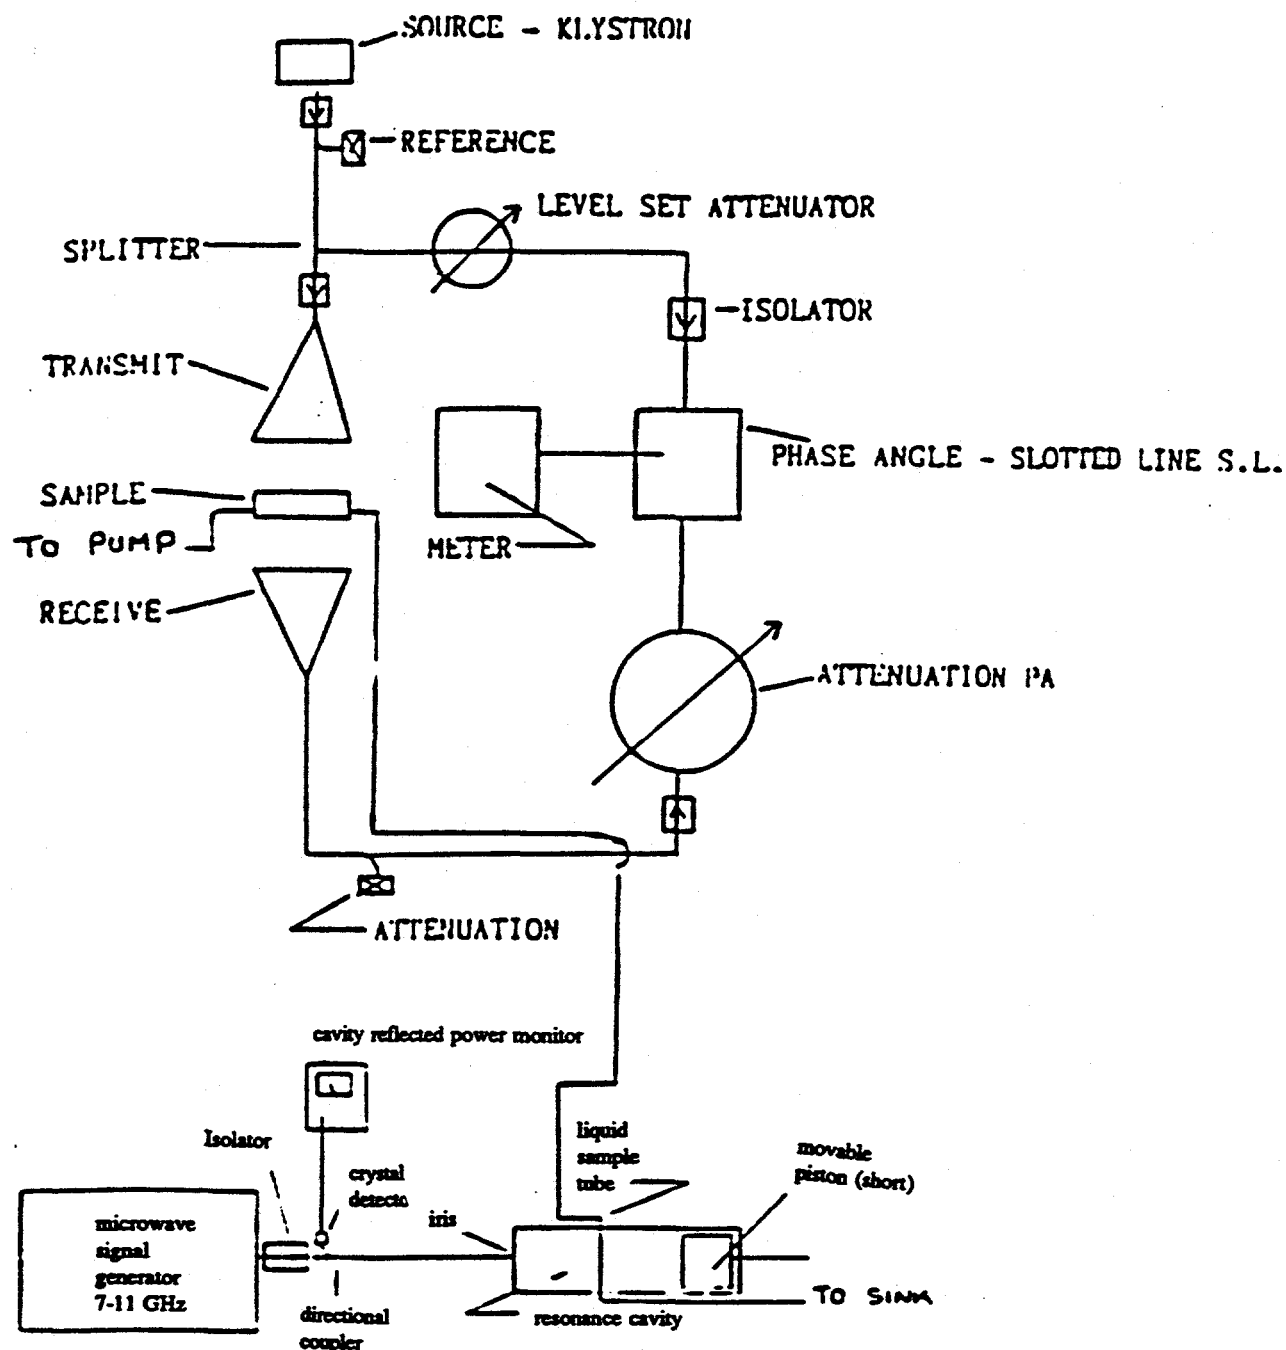 SOURCE - KLYSTRON
REFERENCE
LEVEL SET ATTENUATOR
SPLITTER
ISOLATOR
TRANSMIT
PHASE ANGLE - SLOTTED LINE S.L.
SAMPLE
TO PUMP
METER
RECEIVE
ATTENUATION PA
ATTENUATION
cavity reflected power monitor
Isolator
crystal
detecto
liquid
sample
tube
movable
piston (short)
iris
microwave
signal
generator
7-11 GHz
directional
coupler
resonance cavity
TO SINK